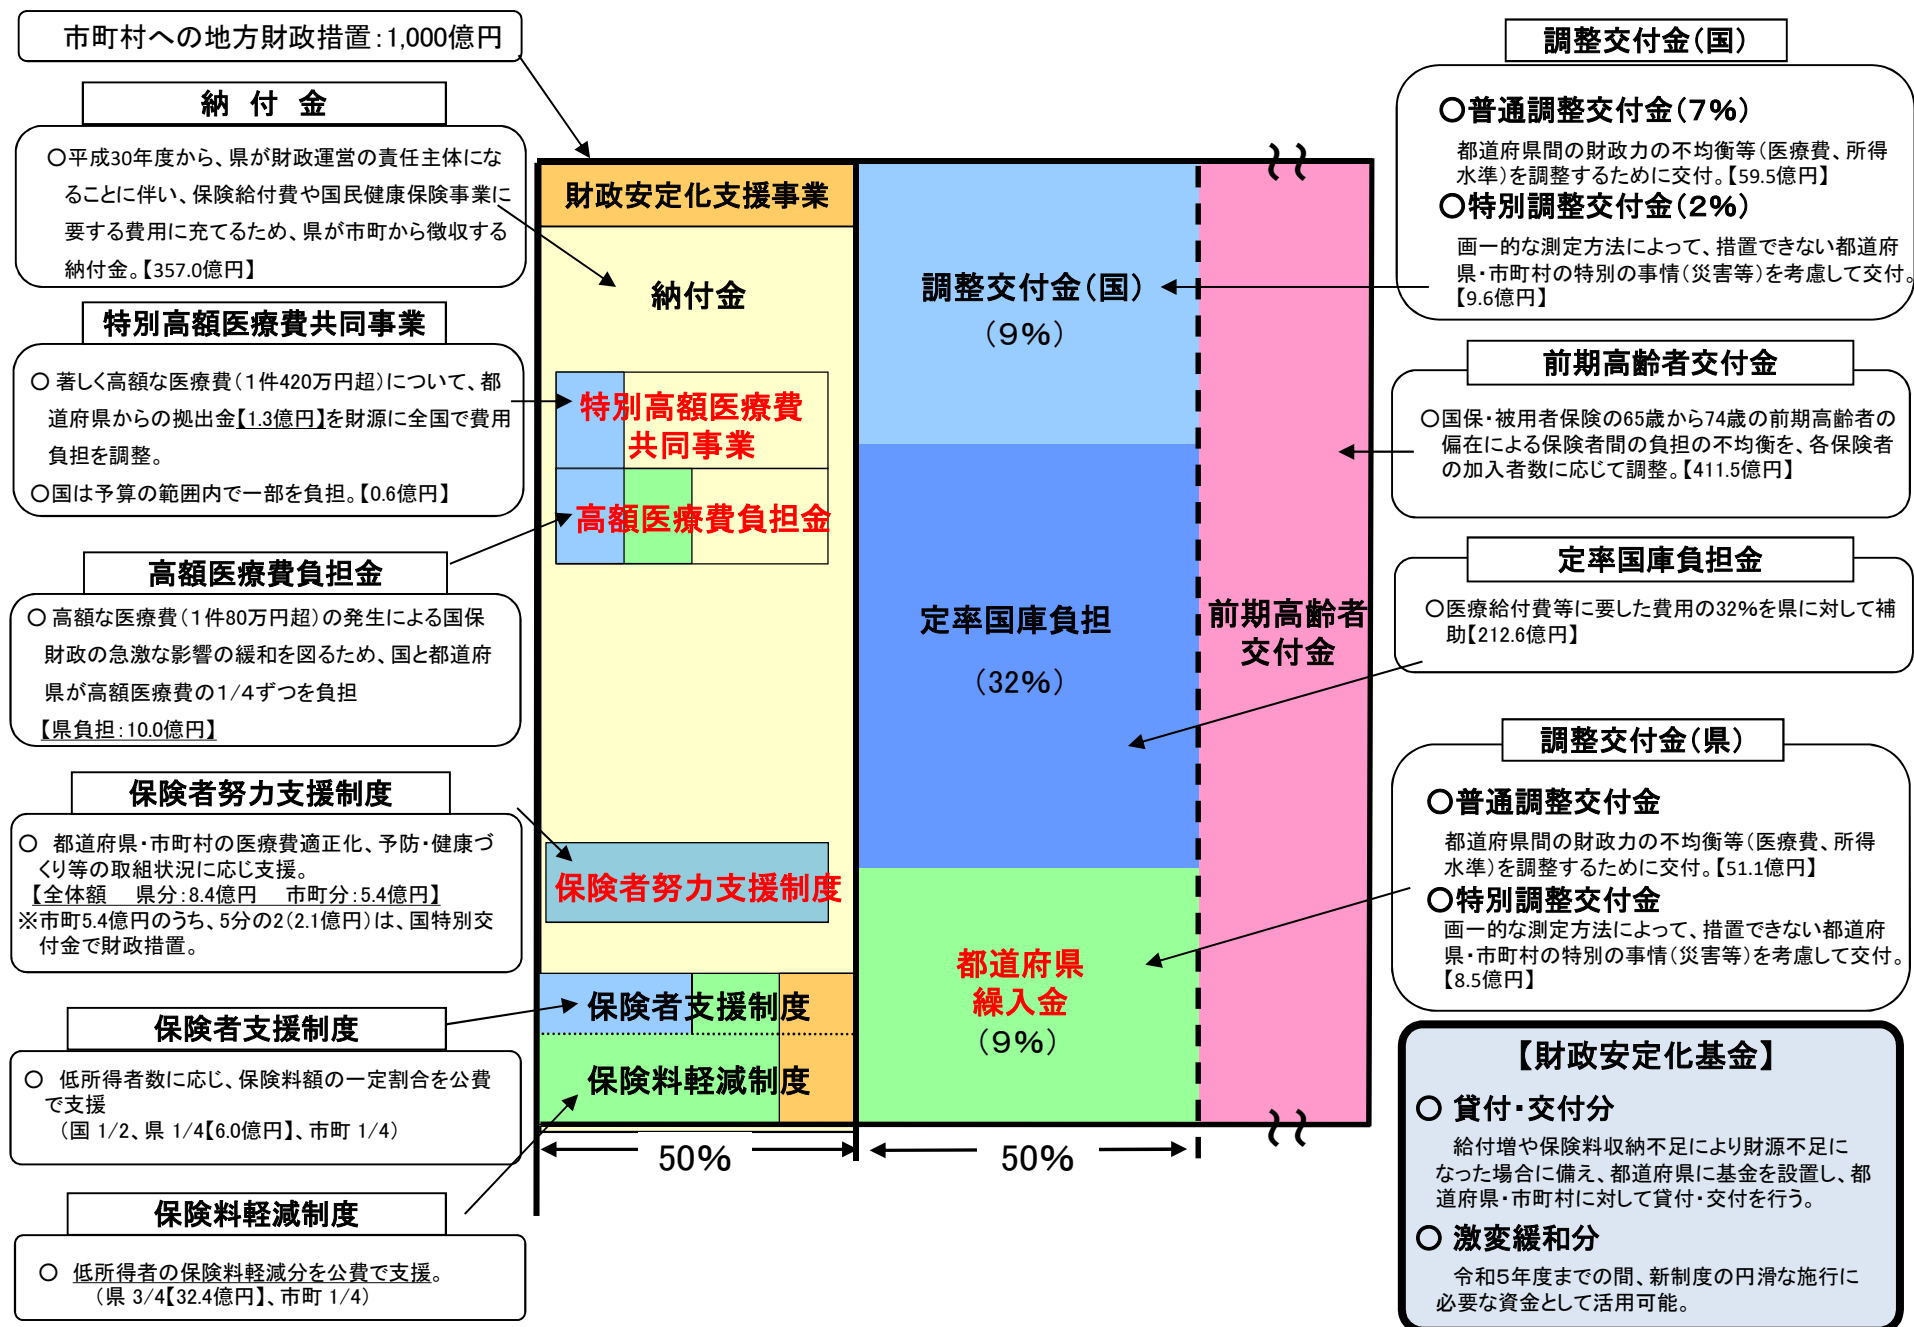 市町村への地方財政措置：1,000億円
納　付　金
○平成30年度から、県が財政運営の責任主体にな
ることに伴い、保険給付費や国民健康保険事業に
要する費用に充てるため、県が市町から徴収する
納付金。【357.0億円】
特別高額医療費共同事業
○ 著しく高額な医療費（1件420万円超）について、都
道府県からの拠出金【1.3億円】を財源に全国で費用
負担を調整。
○国は予算の範囲内で一部を負担。【0.6億円】
高額医療費負担金
○ 高額な医療費（1件80万円超）の発生による国保
財政の急激な影響の緩和を図るため、国と都道府
県が高額医療費の1/4ずつを負担
【県負担：10.0億円】
保険者努力支援制度
○　都道府県・市町村の医療費適正化、予防・健康づ
くり等の取組状況に応じ支援。
【全体額　県分：8.4億円　市町分：5.4億円】
※市町5.4億円のうち、5分の2（2.1億円）は、国特別交
付金で財政措置。
保険者支援制度
○　低所得者数に応じ、保険料額の一定割合を公費
で支援
（国 1/2、県 1/4【6.0億円】、市町 1/4）
保険料軽減制度
○　低所得者の保険料軽減分を公費で支援。
（県 3/4【32.4億円】、市町 1/4）
財政安定化支援事業
納付金
特別高額医療費
共同事業
高額医療費負担金
保険者努力支援制度
保険者支援制度
保険料軽減制度
50%
調整交付金（国）
（9%）
定率国庫負担
（32%）
都道府県
繰入金
（9%）
50%
前期高齢者
交付金
調整交付金（国）
○普通調整交付金（7%）
都道府県間の財政力の不均衡等（医療費、所得
水準）を調整するために交付。【59.5億円】
○特別調整交付金（2%）
画一的な測定方法によって、措置できない都道府
県・市町村の特別の事情（災害等）を考慮して交付。
【9.6億円】
前期高齢者交付金
○国保・被用者保険の65歳から74歳の前期高齢者の
偏在による保険者間の負担の不均衡を、各保険者
の加入者数に応じて調整。【411.5億円】
定率国庫負担金
○医療給付費等に要した費用の32%を県に対して補
助【212.6億円】
調整交付金（県）
○普通調整交付金
都道府県間の財政力の不均衡等（医療費、所得
水準）を調整するために交付。【51.1億円】
○特別調整交付金
画一的な測定方法によって、措置できない都道府
県・市町村の特別の事情（災害等）を考慮して交付。
【8.5億円】
【財政安定化基金】
○ 貸付・交付分
給付増や保険料収納不足により財源不足に
なった場合に備え、都道府県に基金を設置し、都
道府県・市町村に対して貸付・交付を行う。
○ 激変緩和分
令和5年度までの間、新制度の円滑な施行に
必要な資金として活用可能。